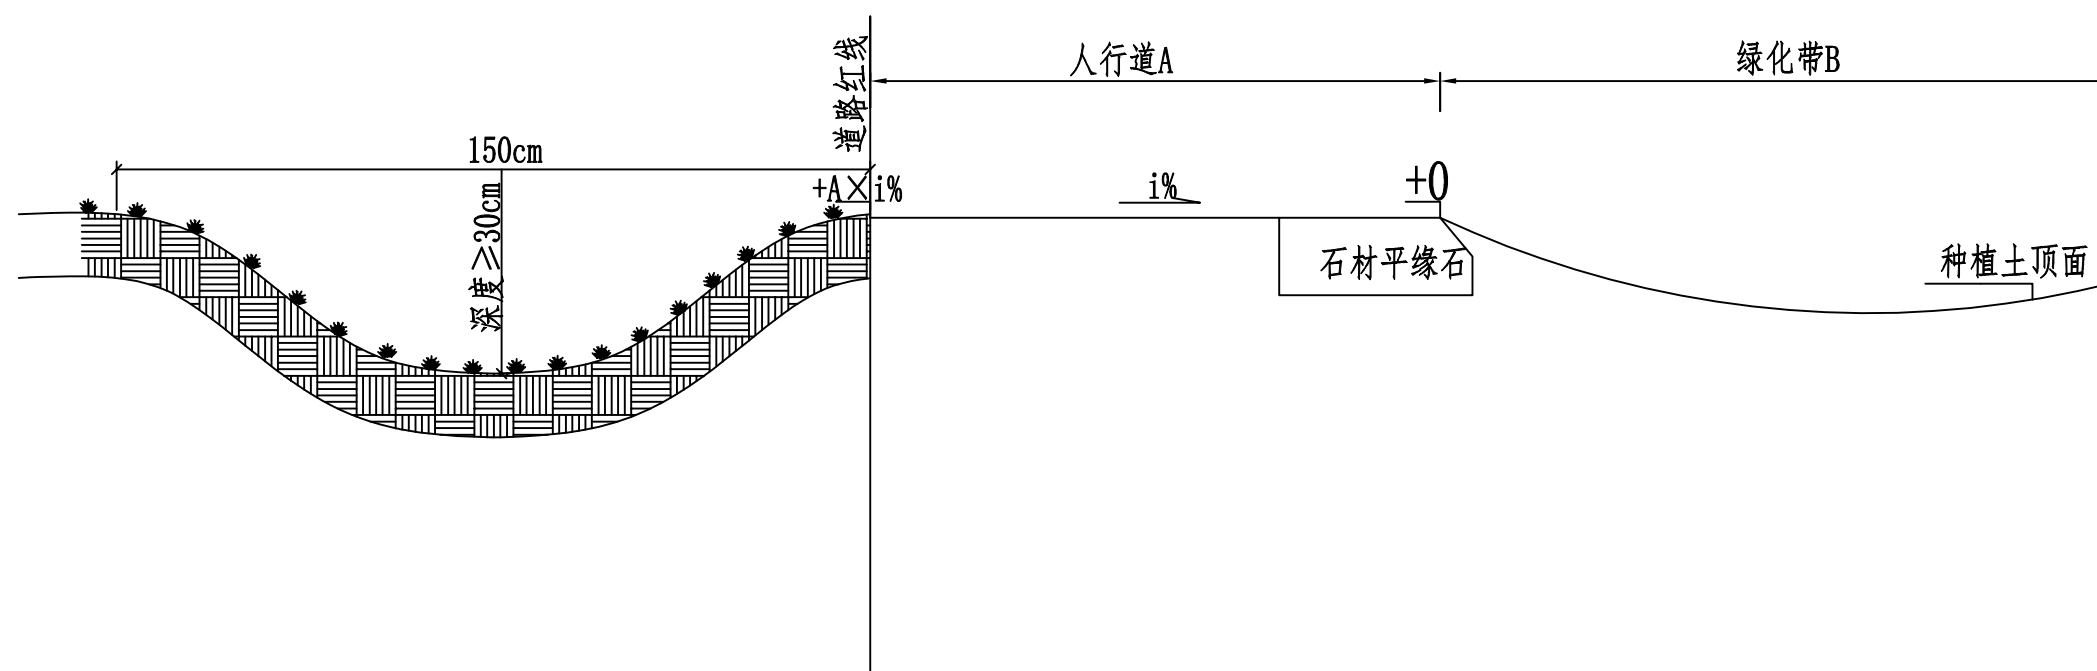 道路红线
人行道A
绿化带B
150cm
深度≥30cm
+A×i%
i%
+0
石材平缘石
种植土顶面